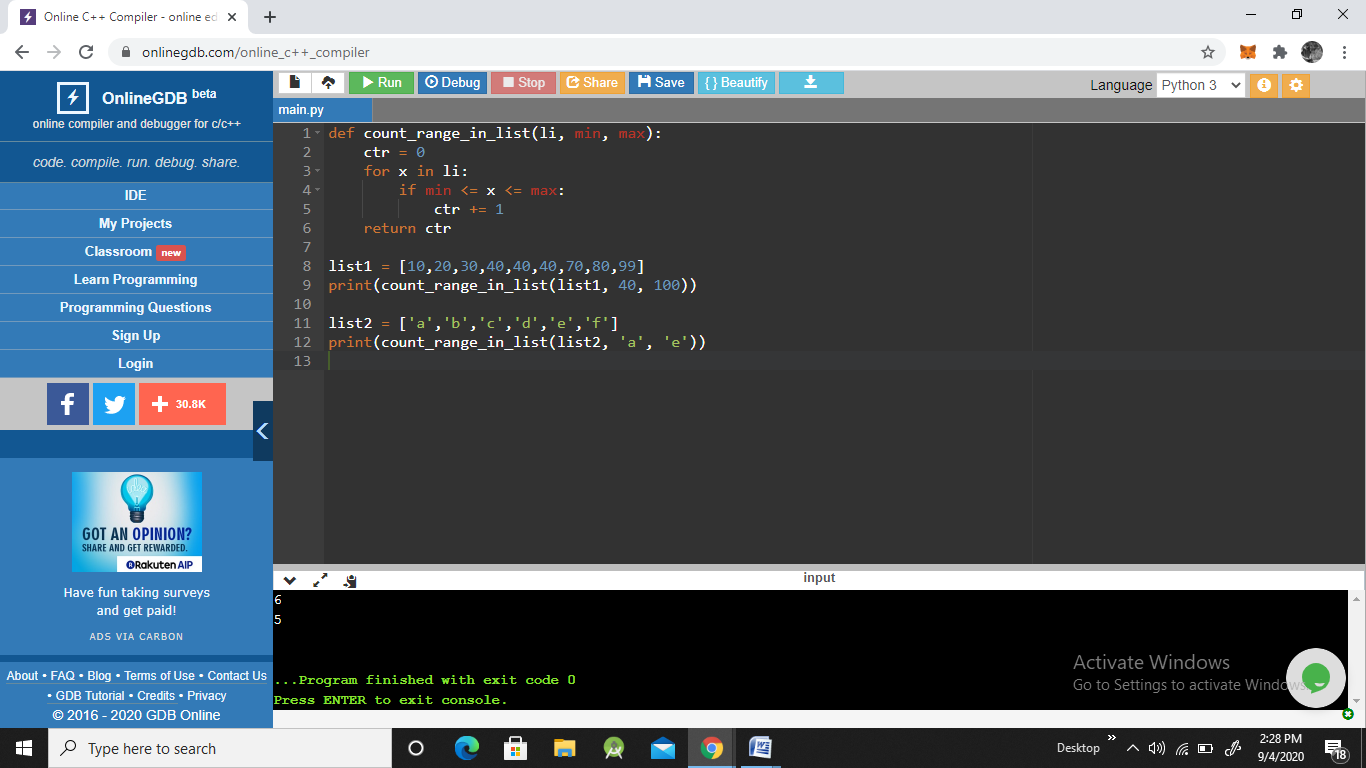 Online C++ Compiler - online ed
onlinegdb.com/online_c++_compiler
OnlineGDB beta
online compiler and debugger for c/c++
code. compile. run. debug. share.
IDE
My Projects
Classroom new
Learn Programming
Programming Questions
Sign Up
Login
30.8K
GOT AN OPINION?
SHARE AND GET REWARDED.
Rakuten AIP
Have fun taking surveys
and get paid!
ADS VIA CARBON
About • FAQ • Blog • Terms of Use • Contact Us
• GDB Tutorial • Credits • Privacy
© 2016 - 2020 GDB Online
Run Debug Stop Share Save { } Beautify Language Python 3
main.py
1 def count_range_in_list(li, min, max):
2     ctr = 0
3     for x in li:
4         if min <= x <= max:
5             ctr += 1
6     return ctr
7
8 list1 = [10,20,30,40,40,40,70,80,99]
9 print(count_range_in_list(list1, 40, 100))
10
11 list2 = ['a','b','c','d','e','f']
12 print(count_range_in_list(list2, 'a', 'e'))
13
input
6
5
...Program finished with exit code 0
Press ENTER to exit console.
Activate Windows
Go to Settings to activate Windows.
Type here to search
Desktop
2:28 PM
9/4/2020
18